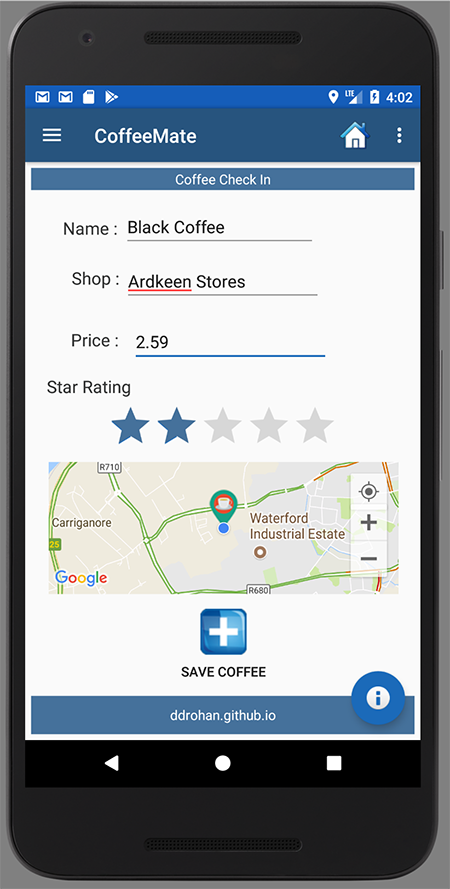 LTE 4:02
CoffeeMate
Coffee Check In
Name : Black Coffee
Shop : Ardkeen Stores
Price : 2.59
Star Rating
R710
Carriganore
Waterford
Industrial Estate
25
Google
R680
SAVE COFFEE
ddrohan.github.io